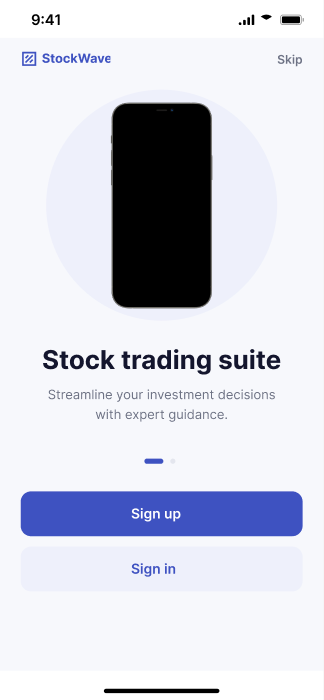 9:41
StockWave
Skip
Stock trading suite
Streamline your investment decisions
with expert guidance.
Sign up
Sign in